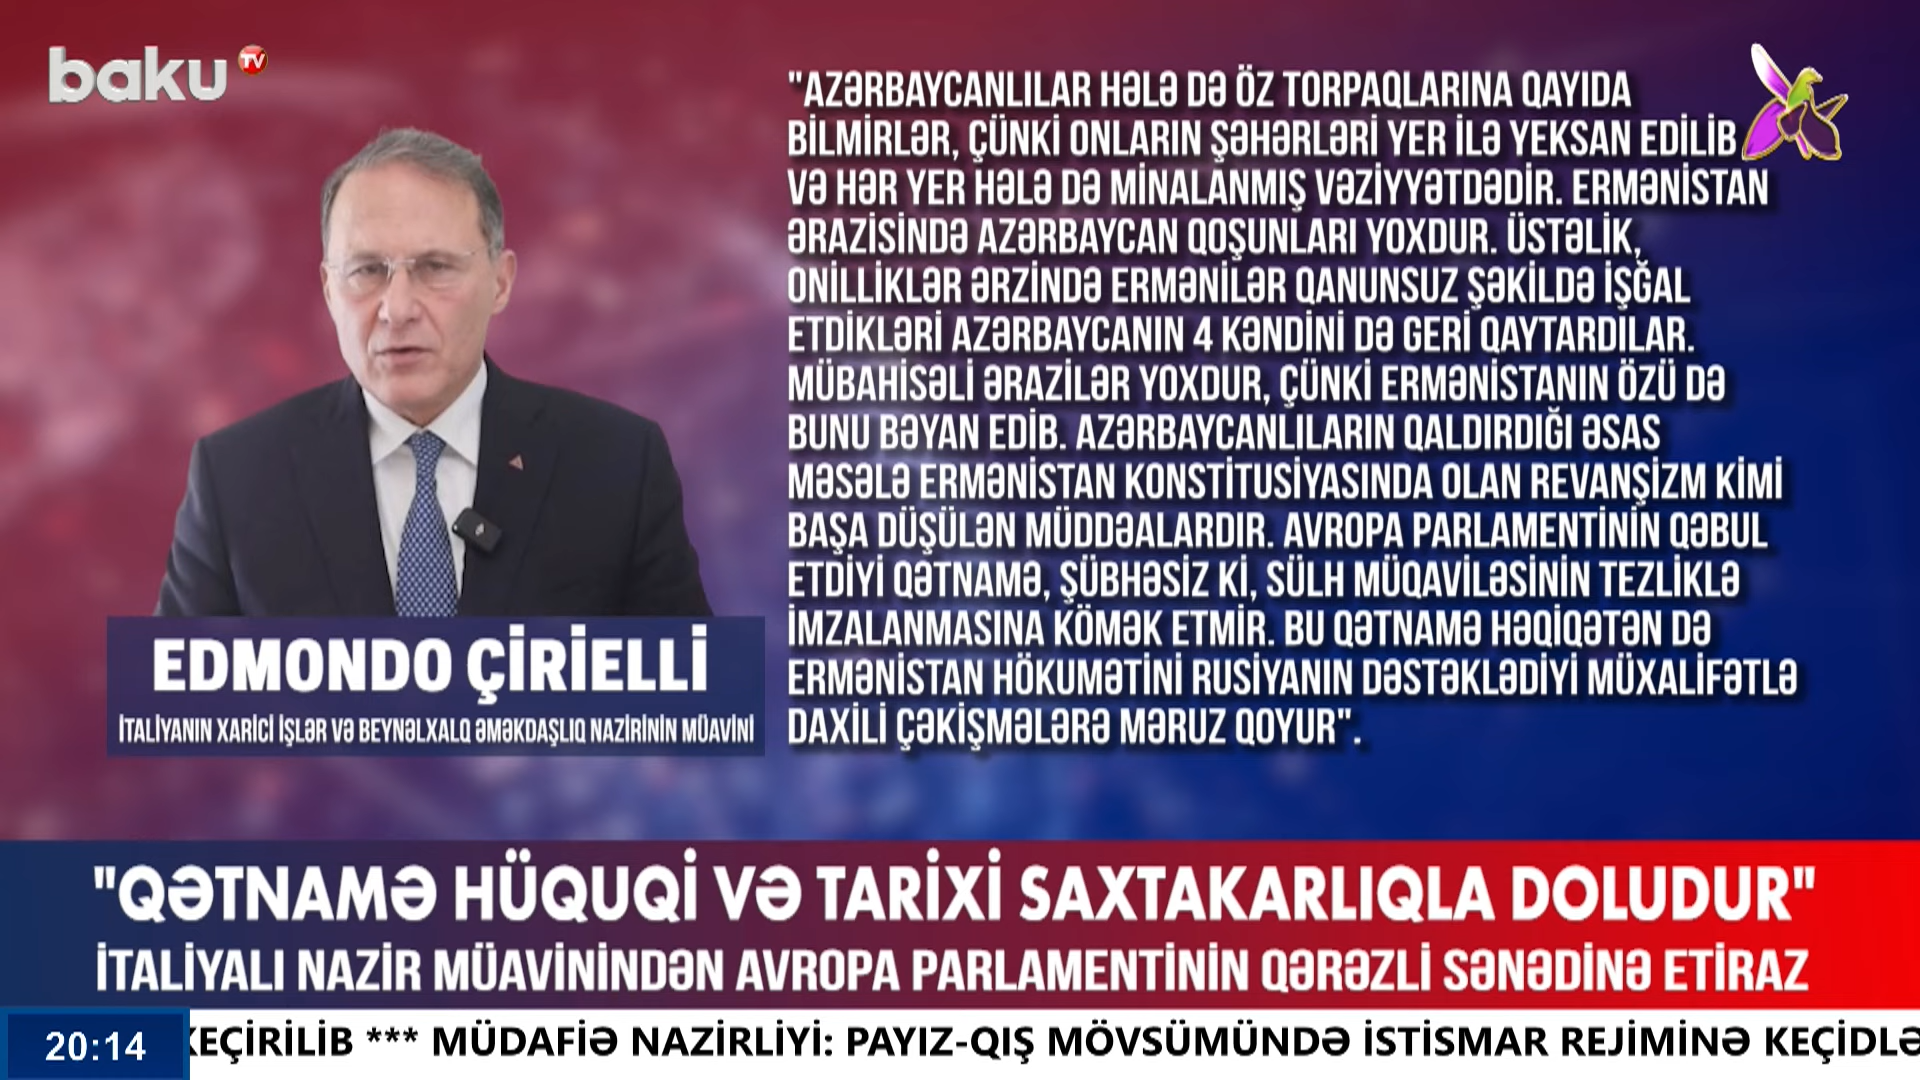 baku TV
"AZƏRBAYCANLILAR HƏLƏ DƏ ÖZ TORPAQLARINA QAYIDA
BİLMİRLƏR, ÇÜNKİ ONLARIN ŞƏHƏRLƏRİ YER İLƏ YEKSAN EDİLİB
VƏ HƏR YER HƏLƏ DƏ MİNALANMIŞ VƏZİYYƏTDƏDİR. ERMƏNİSTAN
ƏRAZİSİNDƏ AZƏRBAYCAN QOŞUNLARI YOXDUR. ÜSTƏLİK,
ONİLLİKLƏR ƏRZİNDƏ ERMƏNİLƏR QANUNSUZ ŞƏKİLDƏ İŞĞAL
ETDİKLƏRİ AZƏRBAYCANIN 4 KƏNDİNİ DƏ GERİ QAYTARDILAR.
MÜBAHİSƏLİ ƏRAZİLƏR YOXDUR, ÇÜNKİ ERMƏNİSTANIN ÖZÜ DƏ
BUNU BƏYAN EDİB. AZƏRBAYCANLILARIN QALDIRDIĞI ƏSAS
MƏSƏLƏ ERMƏNİSTAN KONSTİTUSİYASINDA OLAN REVANŞİZM KİMİ
BAŞA DÜŞÜLƏN MÜDDƏALARDIR. AVROPA PARLAMENTİNİN QƏBUL
ETDİYİ QƏTNAMƏ, ŞÜBHƏSİZ Kİ, SÜLH MÜQAVİLƏSİNİN TEZLİKLƏ
İMZALANMASINA KÖMƏK ETMİR. BU QƏTNAMƏ HƏQİQƏTƏN DƏ
ERMƏNİSTAN HÖKUMƏTİNİ RUSİYANIN DƏSTƏKLƏDİYİ MÜXALİFƏTLƏ
DAXİLİ ÇƏKİŞMƏLƏRƏ MƏRUZ QOYUR".
EDMONDO ÇİRİELLİ
İTALİYANIN XARİCİ İŞLƏR VƏ BEYNƏLXALQ ƏMƏKDAŞLIQ NAZİRİNİN MÜAVİNİ
"QƏTNAMƏ HÜQUQİ VƏ TARİXİ SAXTAKARLIQLA DOLUDUR"
İTALİYALI NAZİR MÜAVİNİNDƏN AVROPA PARLAMENTİNİN QƏRƏZLİ SƏNƏDİNƏ ETİRAZ
20:14 KEÇİRİLİB *** MÜDAFİƏ NAZİRLİYİ: PAYIZ-QIŞ MÖVSÜMÜNDƏ İSTİSMAR REJİMİNƏ KEÇİDLƏ